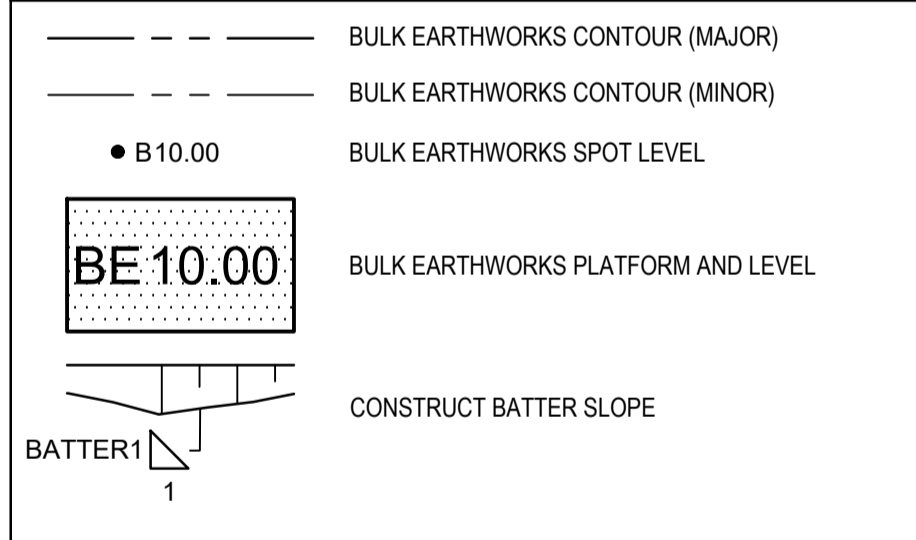 BULK EARTHWORKS CONTOUR (MAJOR)
BULK EARTHWORKS CONTOUR (MINOR)
B10.00 BULK EARTHWORKS SPOT LEVEL
BE 10.00 BULK EARTHWORKS PLATFORM AND LEVEL
CONSTRUCT BATTER SLOPE
BATTER1
1